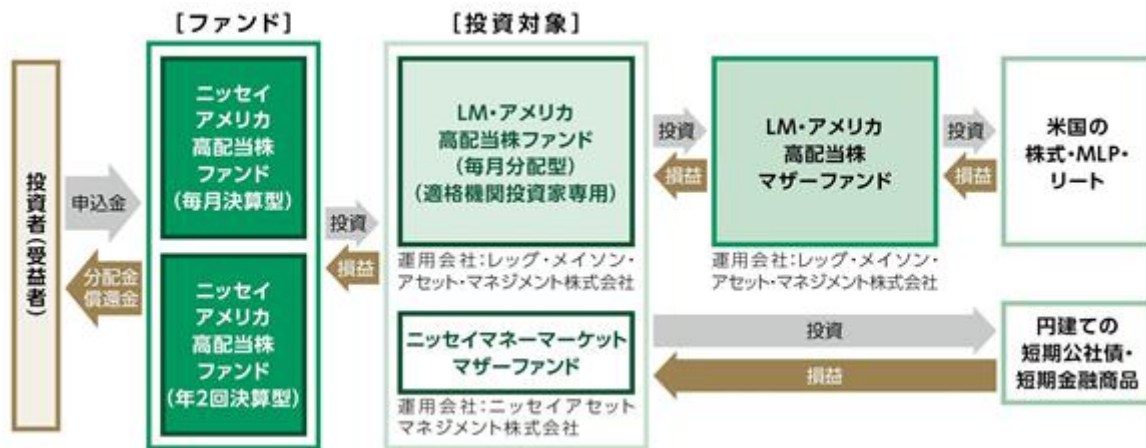 [ファンド]
[投資対象]
投資者(受益者)
申込金
分配金
償還金
ニッセイ
アメリカ
高配当株
ファンド
(毎月決算型)
ニッセイ
アメリカ
高配当株
ファンド
(年2回決算型)
投資
損益
LM・アメリカ
高配当株ファンド
(毎月分配型)
(適格機関投資家専用)
運用会社:レッグ・メイソン・
アセット・マネジメント株式会社
ニッセイマネーマーケット
マザーファンド
運用会社:ニッセイアセット
マネジメント株式会社
投資
損益
LM・アメリカ
高配当株
マザーファンド
運用会社:レッグ・メイソン・
アセット・マネジメント株式会社
投資
損益
米国の
株式・MLP・
リート
投資
損益
円建ての
短期公社債・
短期金融商品